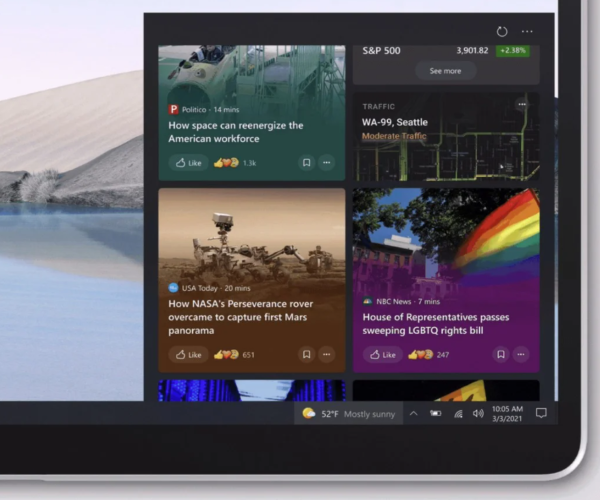 S&P 500 3,901.82 +2.38%
See more
P Politico · 14 mins
How space can reenergize the
American workforce
Like 1.3k
TRAFFIC
WA-99, Seattle
Moderate Traffic
USA Today · 20 mins
How NASA's Perseverance rover
overcame to capture first Mars
panorama
Like 651
NBC News · 7 mins
House of Representatives passes
sweeping LGBTQ rights bill
Like 247
52°F Mostly sunny
10:05 AM
3/3/2021